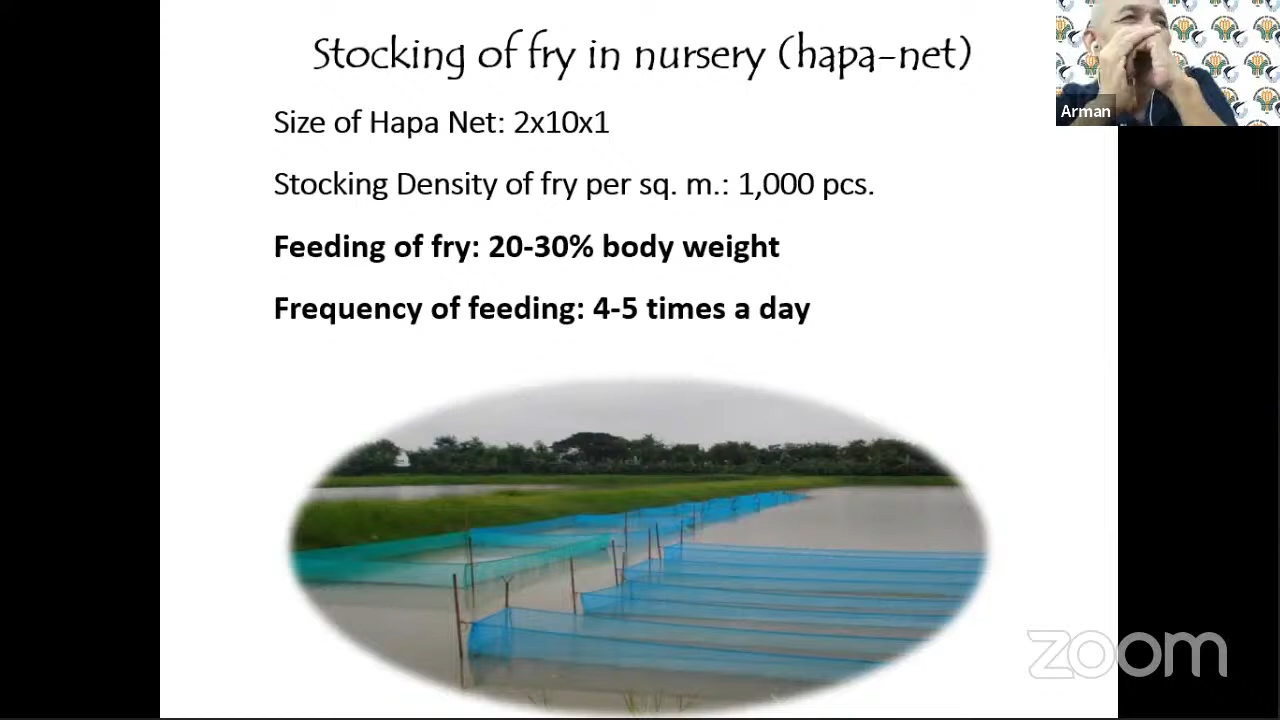 Stocking of fry in nursery (hapa-net)
Size of Hapa Net: 2x10x1
Stocking Density of fry per sq. m.: 1,000 pcs.
Feeding of fry: 20-30% body weight
Frequency of feeding: 4-5 times a day
Arman
zoom